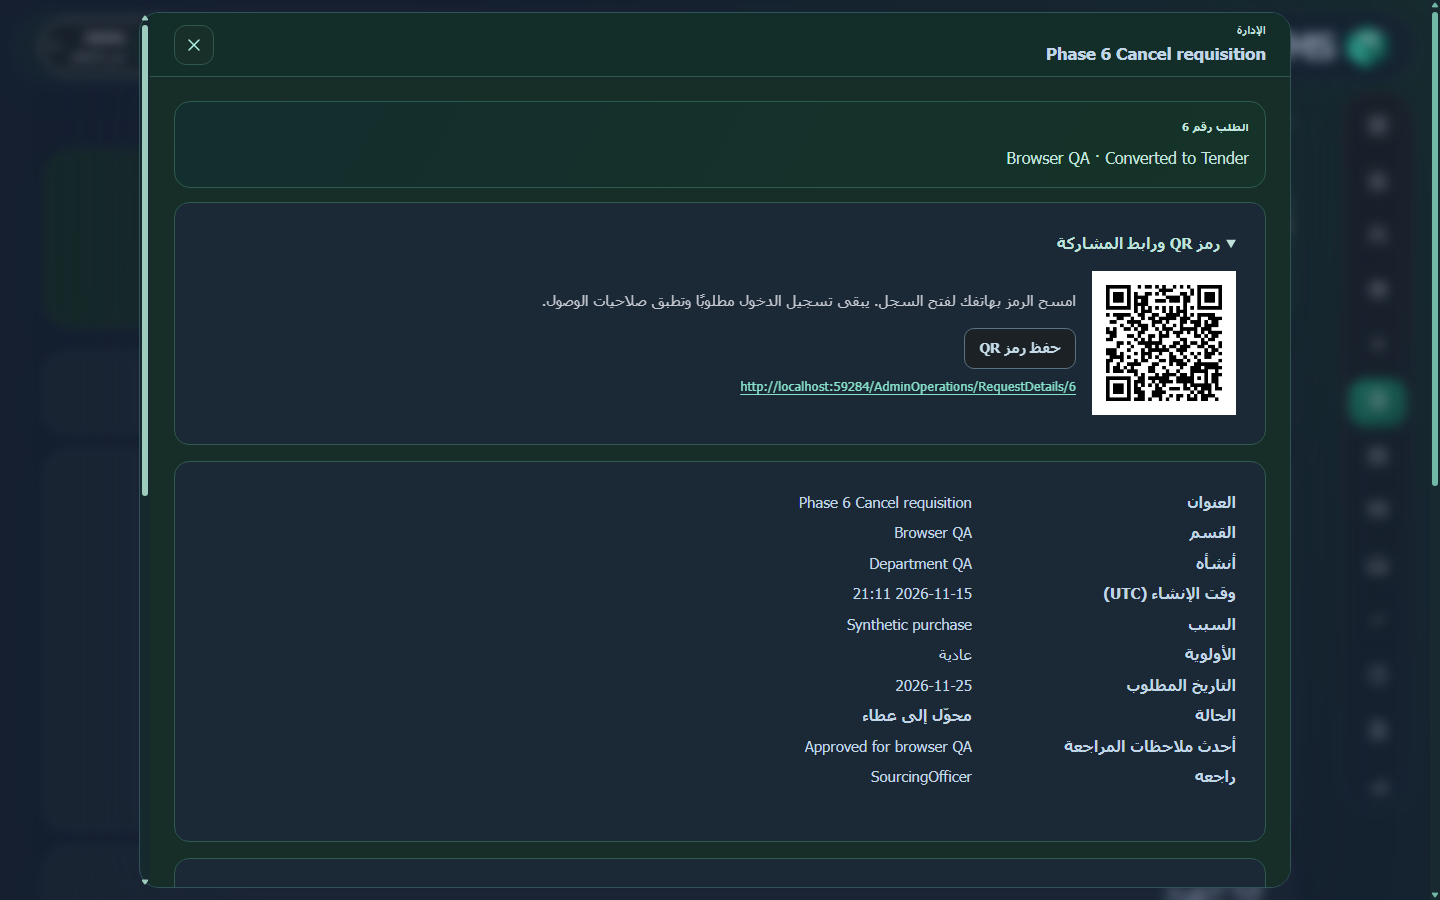 الإدارة
Phase 6 Cancel requisition
الطلب رقم 6
Browser QA · Converted to Tender
▼ رمز QR ورابط المشاركة
امسح الرمز بهاتفك لفتح السجل. يبقى تسجيل الدخول مطلوبًا وتطبق صلاحيات الوصول.
حفظ رمز QR
http://localhost:59284/AdminOperations/RequestDetails/6
العنوان Phase 6 Cancel requisition
القسم Browser QA
أنشأه Department QA
وقت الإنشاء (UTC) 2026-11-15 21:11
السبب Synthetic purchase
الأولوية عادية
التاريخ المطلوب 2026-11-25
الحالة محوّل إلى عطاء
أحدث ملاحظات المراجعة Approved for browser QA
راجعه SourcingOfficer